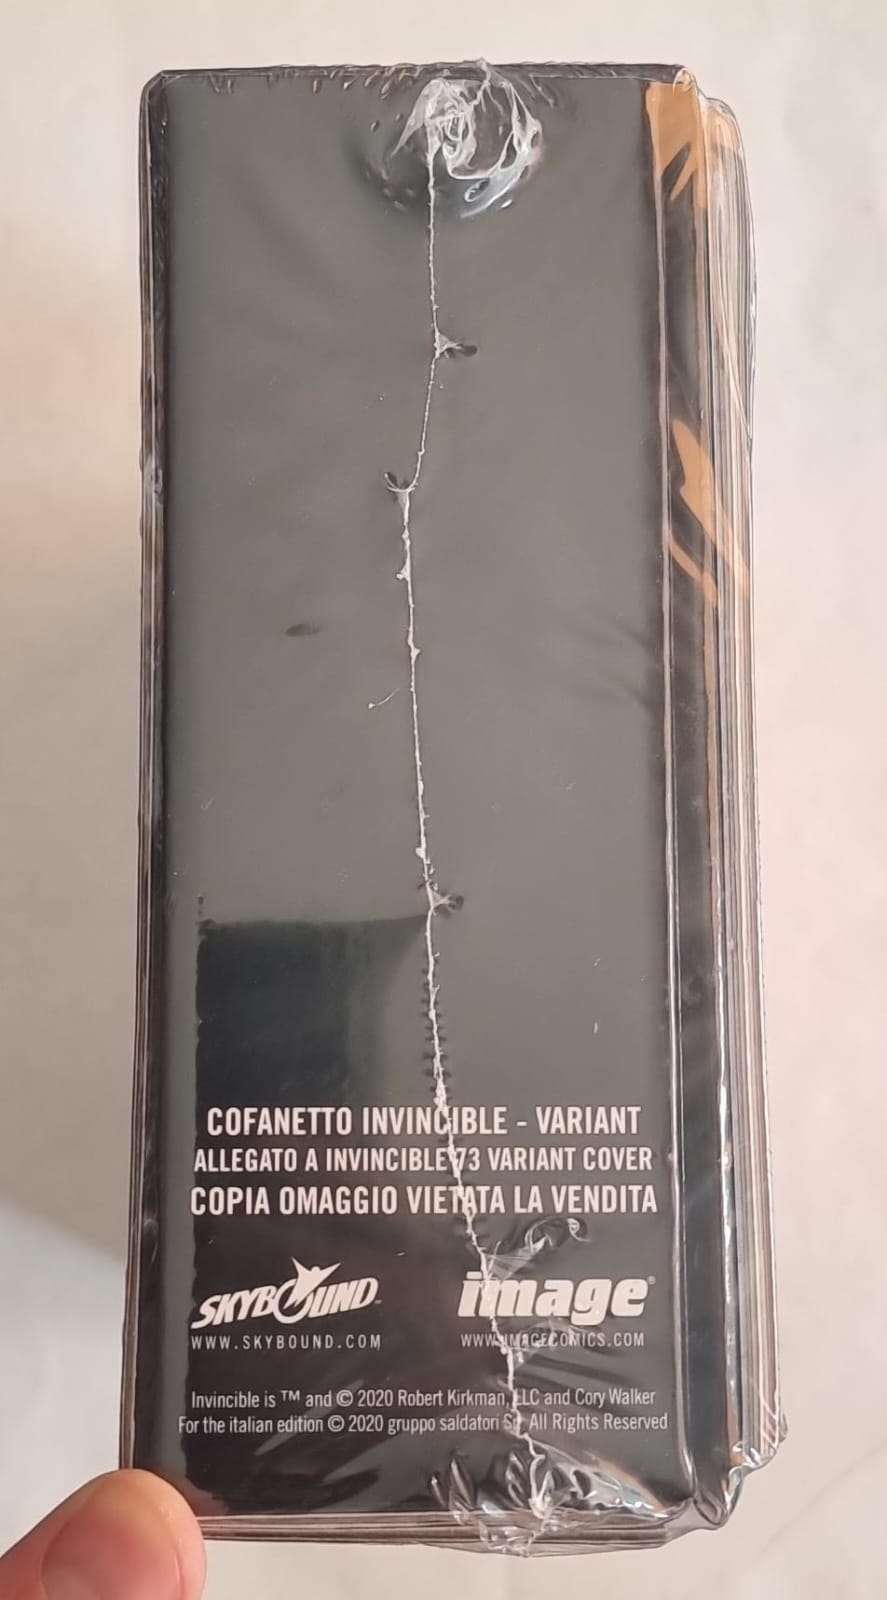 COFANETTO INVINCIBLE - VARIANT
ALLEGATO A INVINCIBLE 73 VARIANT COVER
COPIA OMAGGIO VIETATA LA VENDITA
SKYBOUND image®
WWW.SKYBOUND.COM WWW.IMAGECOMICS.COM
Invincible is ™ and © 2020 Robert Kirkman, LLC and Cory Walker
For the italian edition © 2020 gruppo saldatori All Rights Reserved